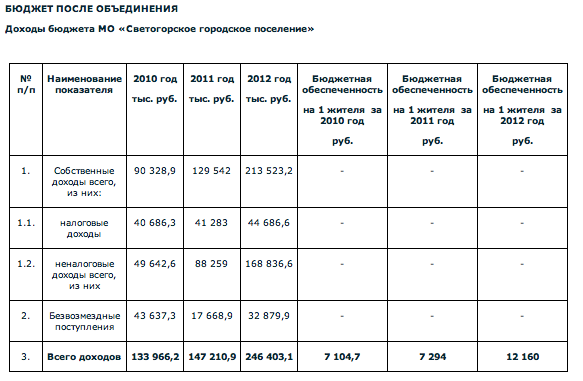 БЮДЖЕТ ПОСЛЕ ОБЪЕДИНЕНИЯ
Доходы бюджета МО «Светогорское городское поселение»
№ п/п Наименование показателя 2010 год тыс. руб. 2011 год тыс. руб. 2012 год тыс. руб. Бюджетная обеспеченность на 1 жителя за 2010 год руб. Бюджетная обеспеченность на 1 жителя за 2011 год руб. Бюджетная обеспеченность на 1 жителя за 2012 год руб.
1. Собственные доходы всего, из них: 90 328,9 129 542 213 523,2 - - -
1.1. налоговые доходы 40 686,3 41 283 44 686,6 - - -
1.2. неналоговые доходы всего, из них 49 642,6 88 259 168 836,6 - - -
2. Безвозмездные поступления 43 637,3 17 668,9 32 879,9 - - -
3. Всего доходов 133 966,2 147 210,9 246 403,1 7 104,7 7 294 12 160